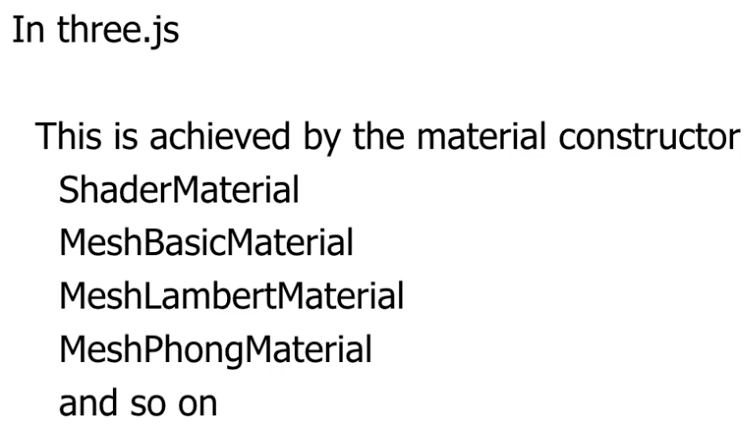 In three.js
This is achieved by the material constructor
ShaderMaterial
MeshBasicMaterial
MeshLambertMaterial
MeshPhongMaterial
and so on